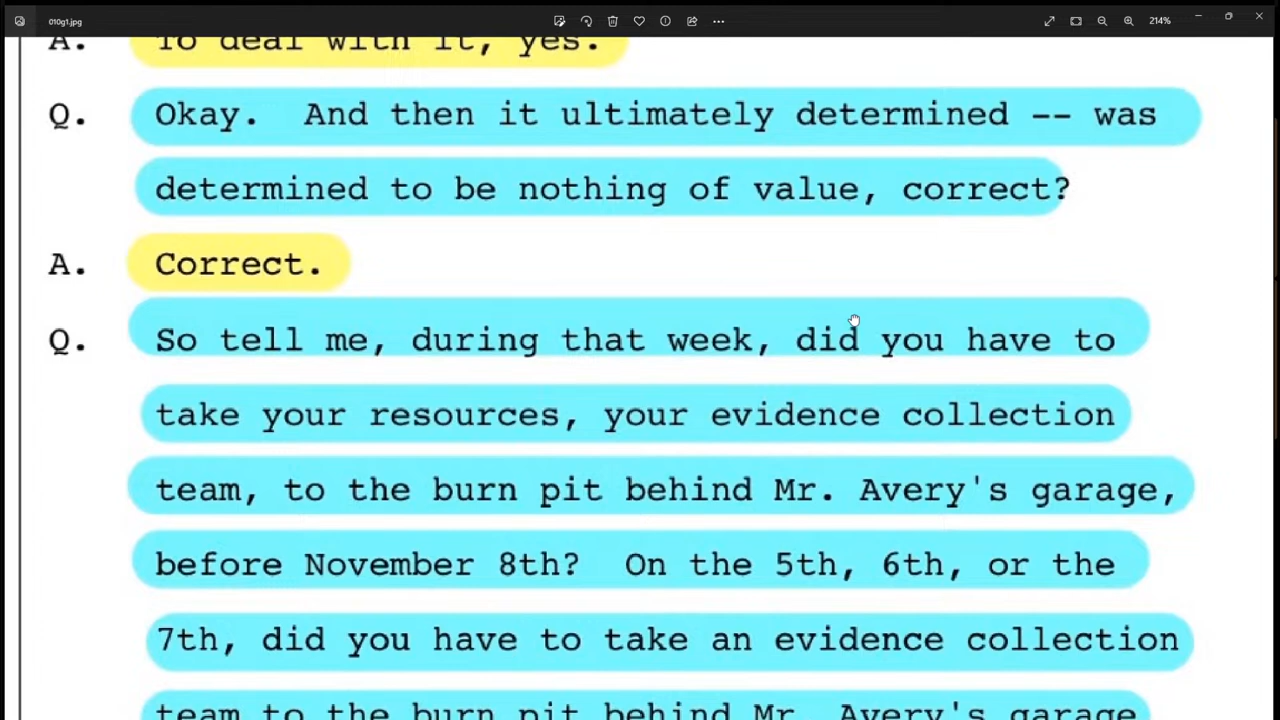 010g1.jpg
214%
A. To deal with it, yes.
Q. Okay. And then it ultimately determined -- was
determined to be nothing of value, correct?
A. Correct.
Q. So tell me, during that week, did you have to
take your resources, your evidence collection
team, to the burn pit behind Mr. Avery's garage,
before November 8th? On the 5th, 6th, or the
7th, did you have to take an evidence collection
team to the burn pit behind Mr. Avery's garage